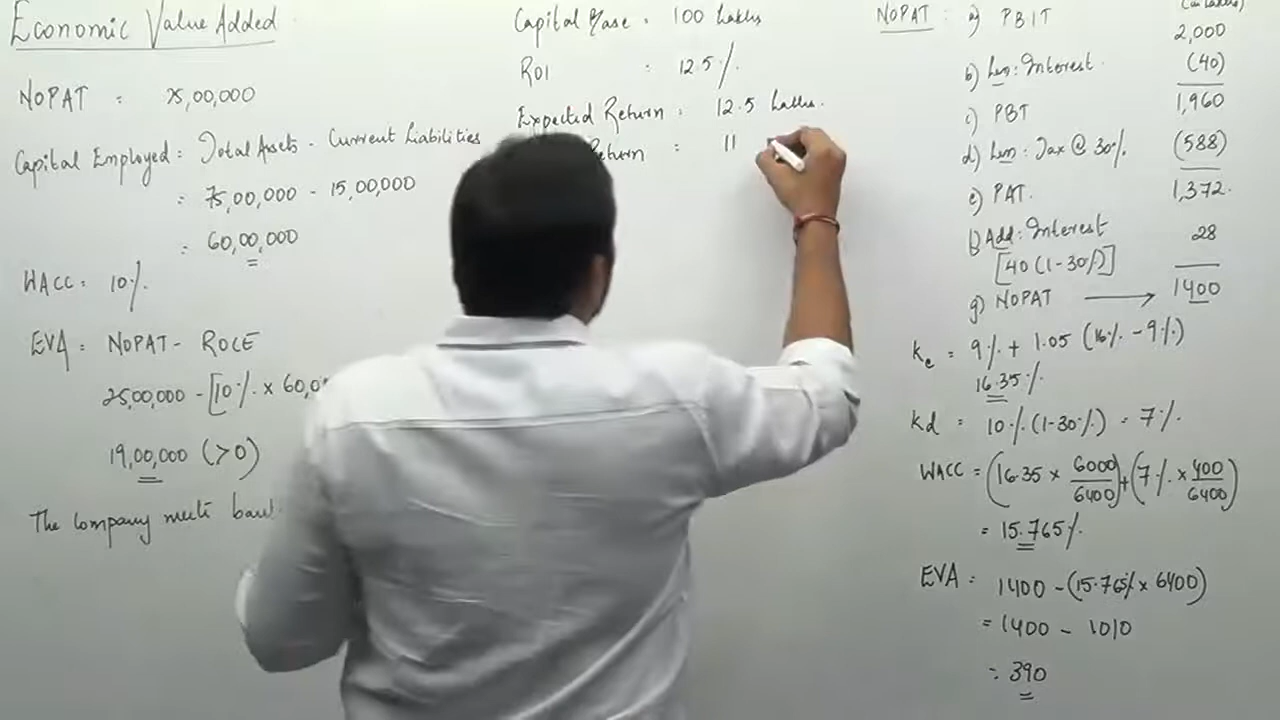 Economic Value Added
NOPAT = 25,00,000
Capital Employed = Total Assets - Current Liabilities
= 75,00,000 - 15,00,000
= 60,00,000
WACC = 10%.
EVA = NOPAT - ROCE
25,00,000 - [10% × 60,0
19,00,000 (>0)
The Company meets
Capital Base = 100 Lakhs
ROI = 12.5%.
Expected Return = 12.5 Lakhs.
Return = 11
NOPAT : a) PBIT 2,000
b) Less: Interest. (40)
c) PBT 1,960
d) Less: Tax @ 30%. (588)
e) PAT. 1,372.
f) Add: Interest 28
[40 (1-30%)]
g) NOPAT → 1400
Ke = 9% + 1.05 (16% - 9%)
16.35%.
Kd = 10% (1-30%) = 7%.
WACC = (16.35 × 6000/6400) + (7% × 400/6400)
= 15.765%
EVA = 1400 - (15.765% × 6400)
= 1400 - 1010
= 390